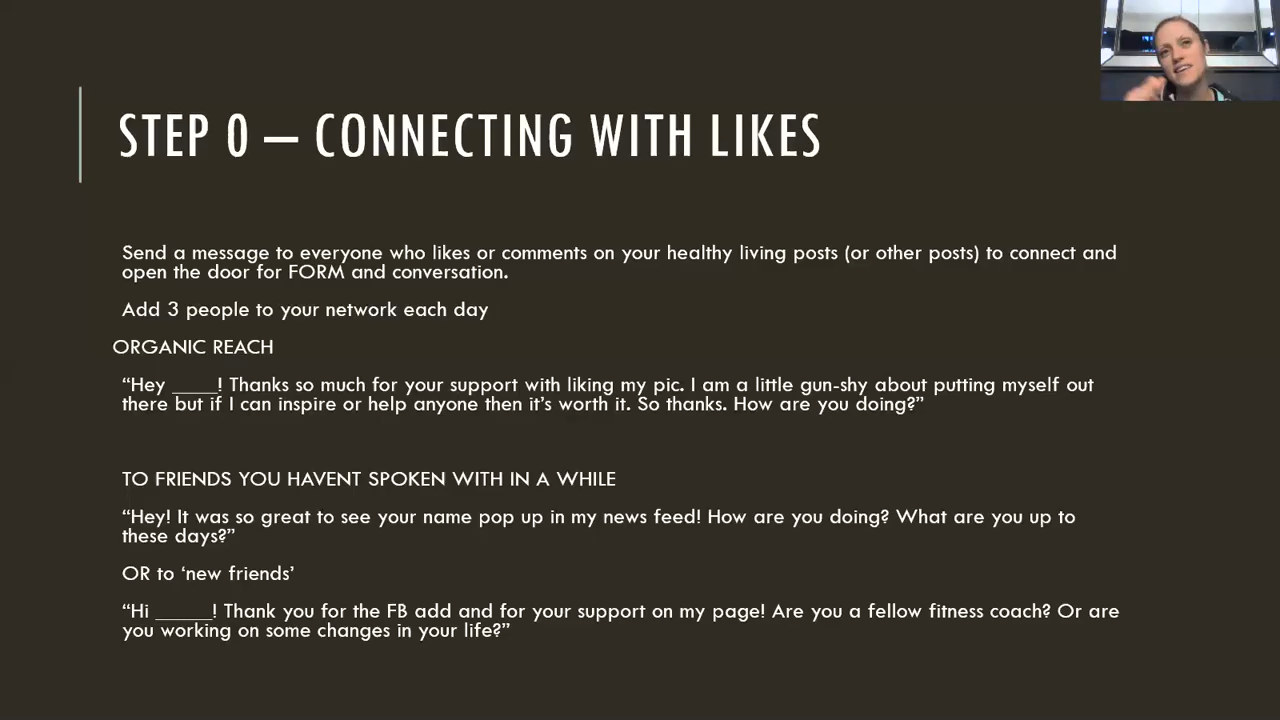 STEP 0 – CONNECTING WITH LIKES
Send a message to everyone who likes or comments on your healthy living posts (or other posts) to connect and
open the door for FORM and conversation.
Add 3 people to your network each day
ORGANIC REACH
“Hey ____! Thanks so much for your support with liking my pic. I am a little gun-shy about putting myself out
there but if I can inspire or help anyone then it’s worth it. So thanks. How are you doing?”
TO FRIENDS YOU HAVENT SPOKEN WITH IN A WHILE
“Hey! It was so great to see your name pop up in my news feed! How are you doing? What are you up to
these days?”
OR to ‘new friends’
“Hi _____! Thank you for the FB add and for your support on my page! Are you a fellow fitness coach? Or are
you working on some changes in your life?”